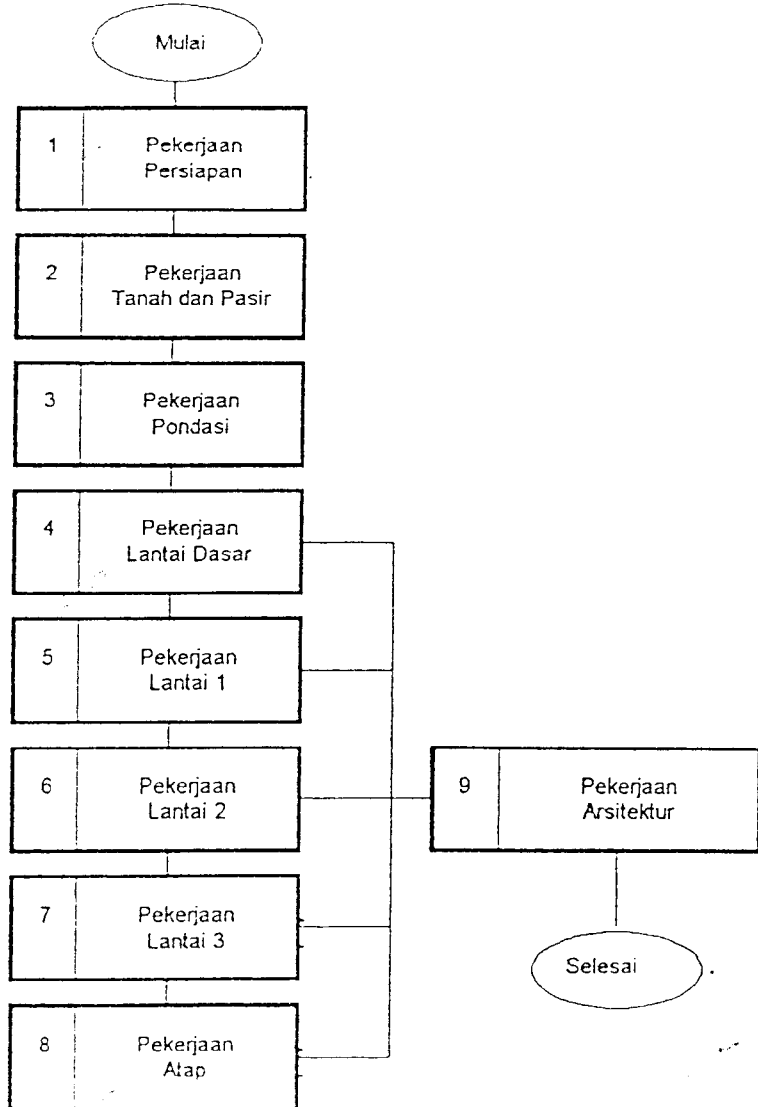 Mulai
1
Pekerjaan
Persiapan
2
Pekerjaan
Tanah dan Pasir
3
Pekerjaan
Pondasi
4
Pekerjaan
Lantai Dasar
5
Pekerjaan
Lantai 1
6
Pekerjaan
Lantai 2
7
Pekerjaan
Lantai 3
8
Pekerjaan
Atap
9
Pekerjaan
Arsitektur
Selesai